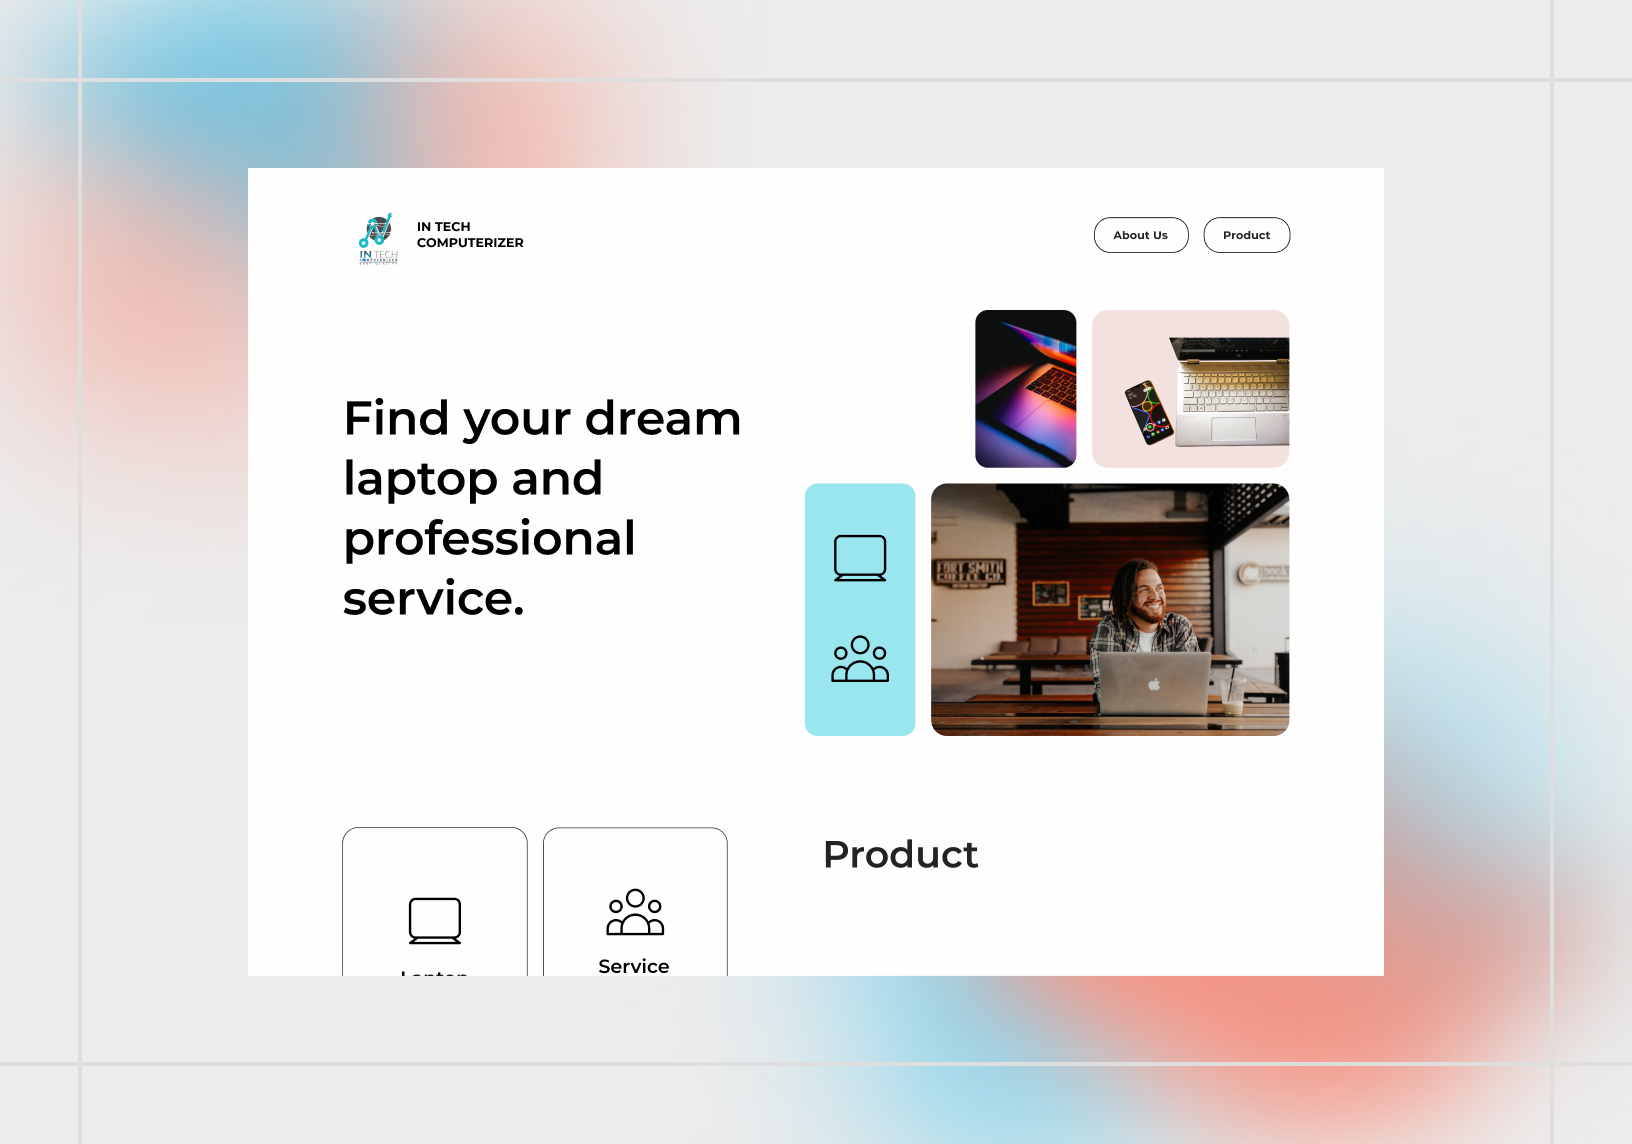 IN TECH
COMPUTERIZER
IN TECH
COMPUTERIZER
About Us
Product
Find your dream
laptop and
professional
service.
FORT SMITH
COFFEE CO.
Product
Laptop
Service